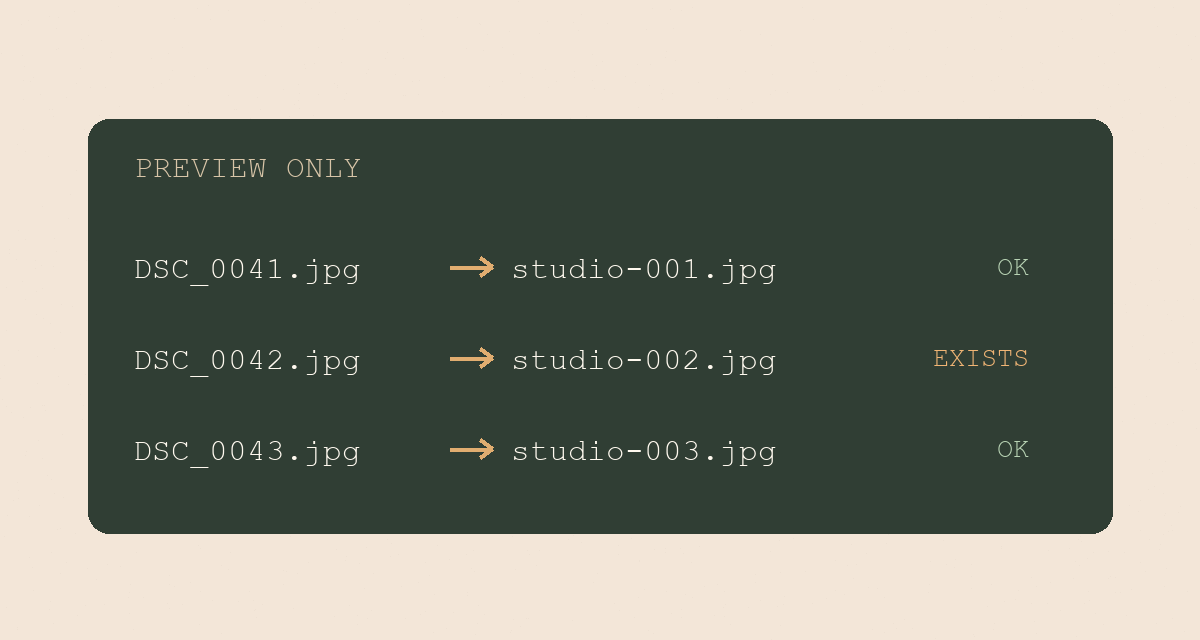 PREVIEW ONLY
DSC_0041.jpg → studio-001.jpg OK
DSC_0042.jpg → studio-002.jpg EXISTS
DSC_0043.jpg → studio-003.jpg OK